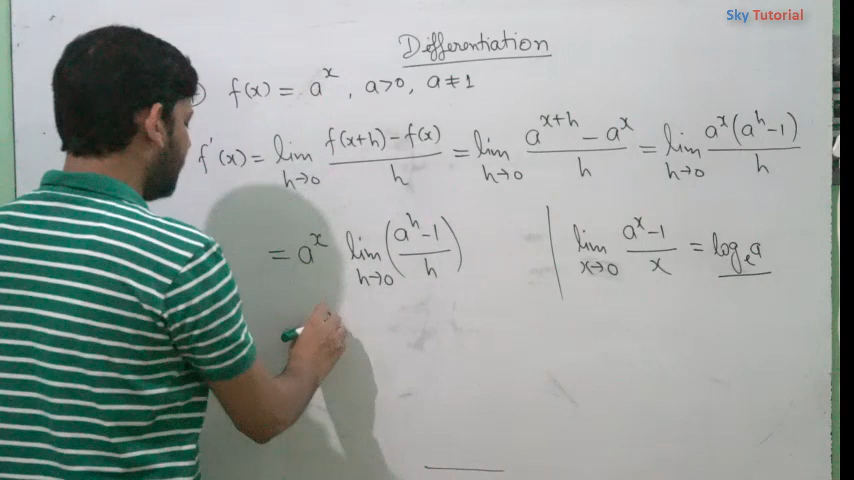 Sky Tutorial
Differentiation
) f(x) = a^x, a>0, a≠1
f'(x) = lim h→0 (f(x+h) - f(x))/h = lim h→0 (a^(x+h) - a^x)/h = lim h→0 a^x(a^h - 1)/h
= a^x lim h→0 ((a^h - 1)/h) | lim x→0 (a^x - 1)/x = log_e a